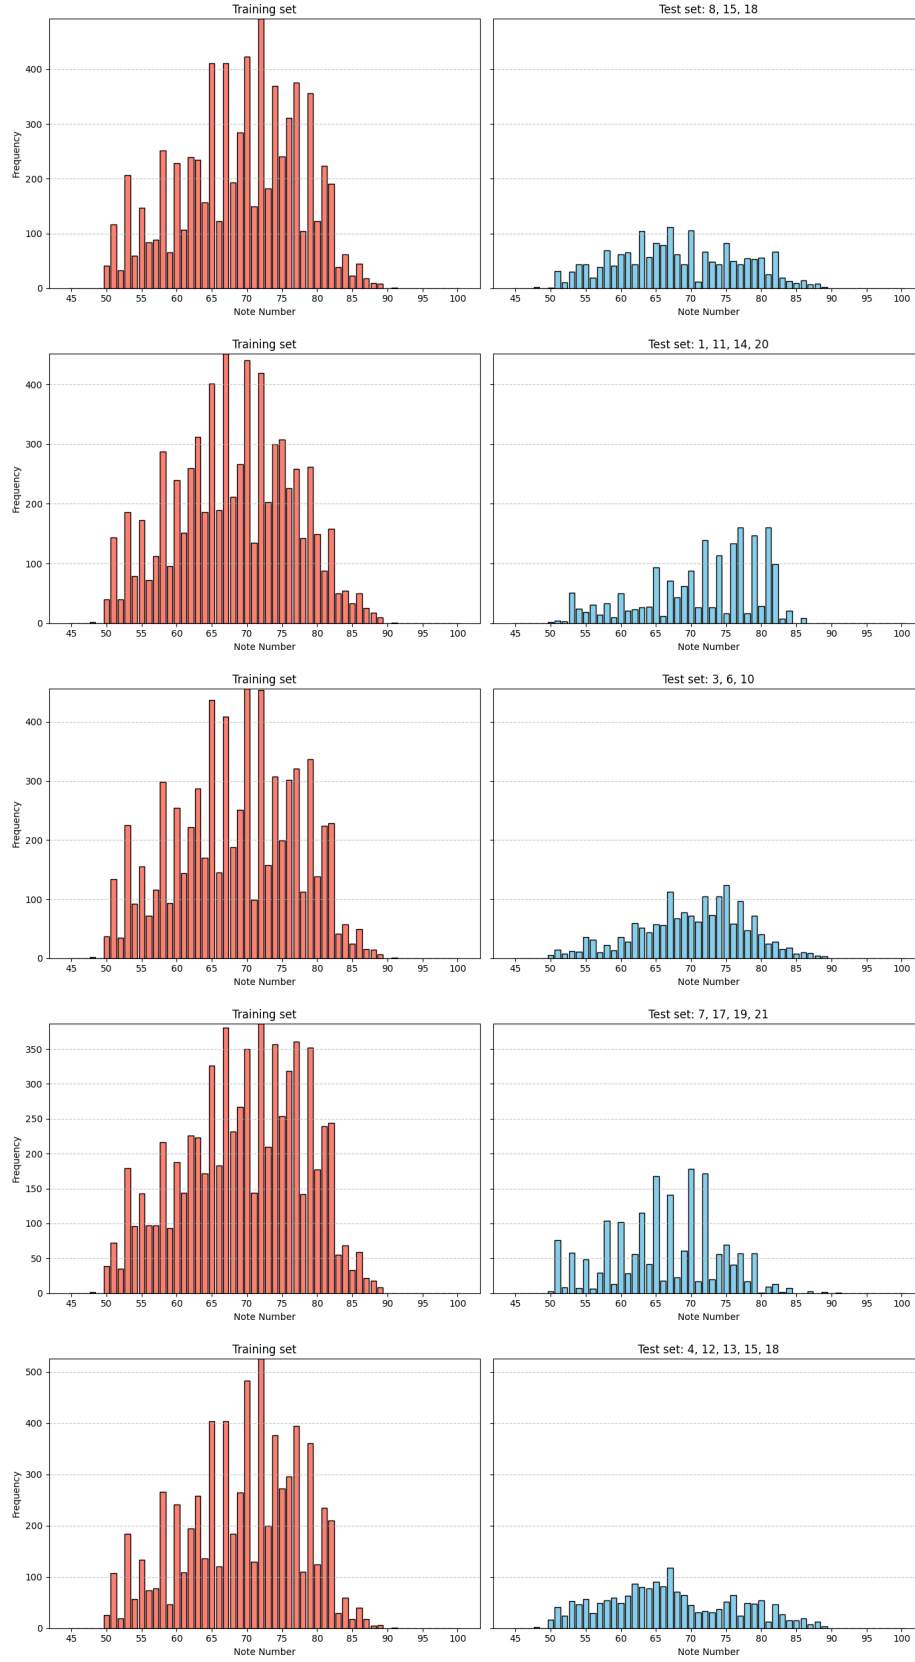 Training set
Test set: 8, 15, 18
400
300
200
100
0
Frequency
45 50 55 60 65 70 75 80 85 90 95 100
45 50 55 60 65 70 75 80 85 90 95 100
Note Number
Note Number
Training set
Test set: 1, 11, 14, 20
400
300
200
100
0
Frequency
45 50 55 60 65 70 75 80 85 90 95 100
45 50 55 60 65 70 75 80 85 90 95 100
Note Number
Note Number
Training set
Test set: 3, 6, 10
400
300
200
100
0
Frequency
45 50 55 60 65 70 75 80 85 90 95 100
45 50 55 60 65 70 75 80 85 90 95 100
Note Number
Note Number
Training set
Test set: 7, 17, 19, 21
350
300
250
200
150
100
50
0
Frequency
45 50 55 60 65 70 75 80 85 90 95 100
45 50 55 60 65 70 75 80 85 90 95 100
Note Number
Note Number
Training set
Test set: 4, 12, 13, 15, 18
500
400
300
200
100
0
Frequency
45 50 55 60 65 70 75 80 85 90 95 100
45 50 55 60 65 70 75 80 85 90 95 100
Note Number
Note Number